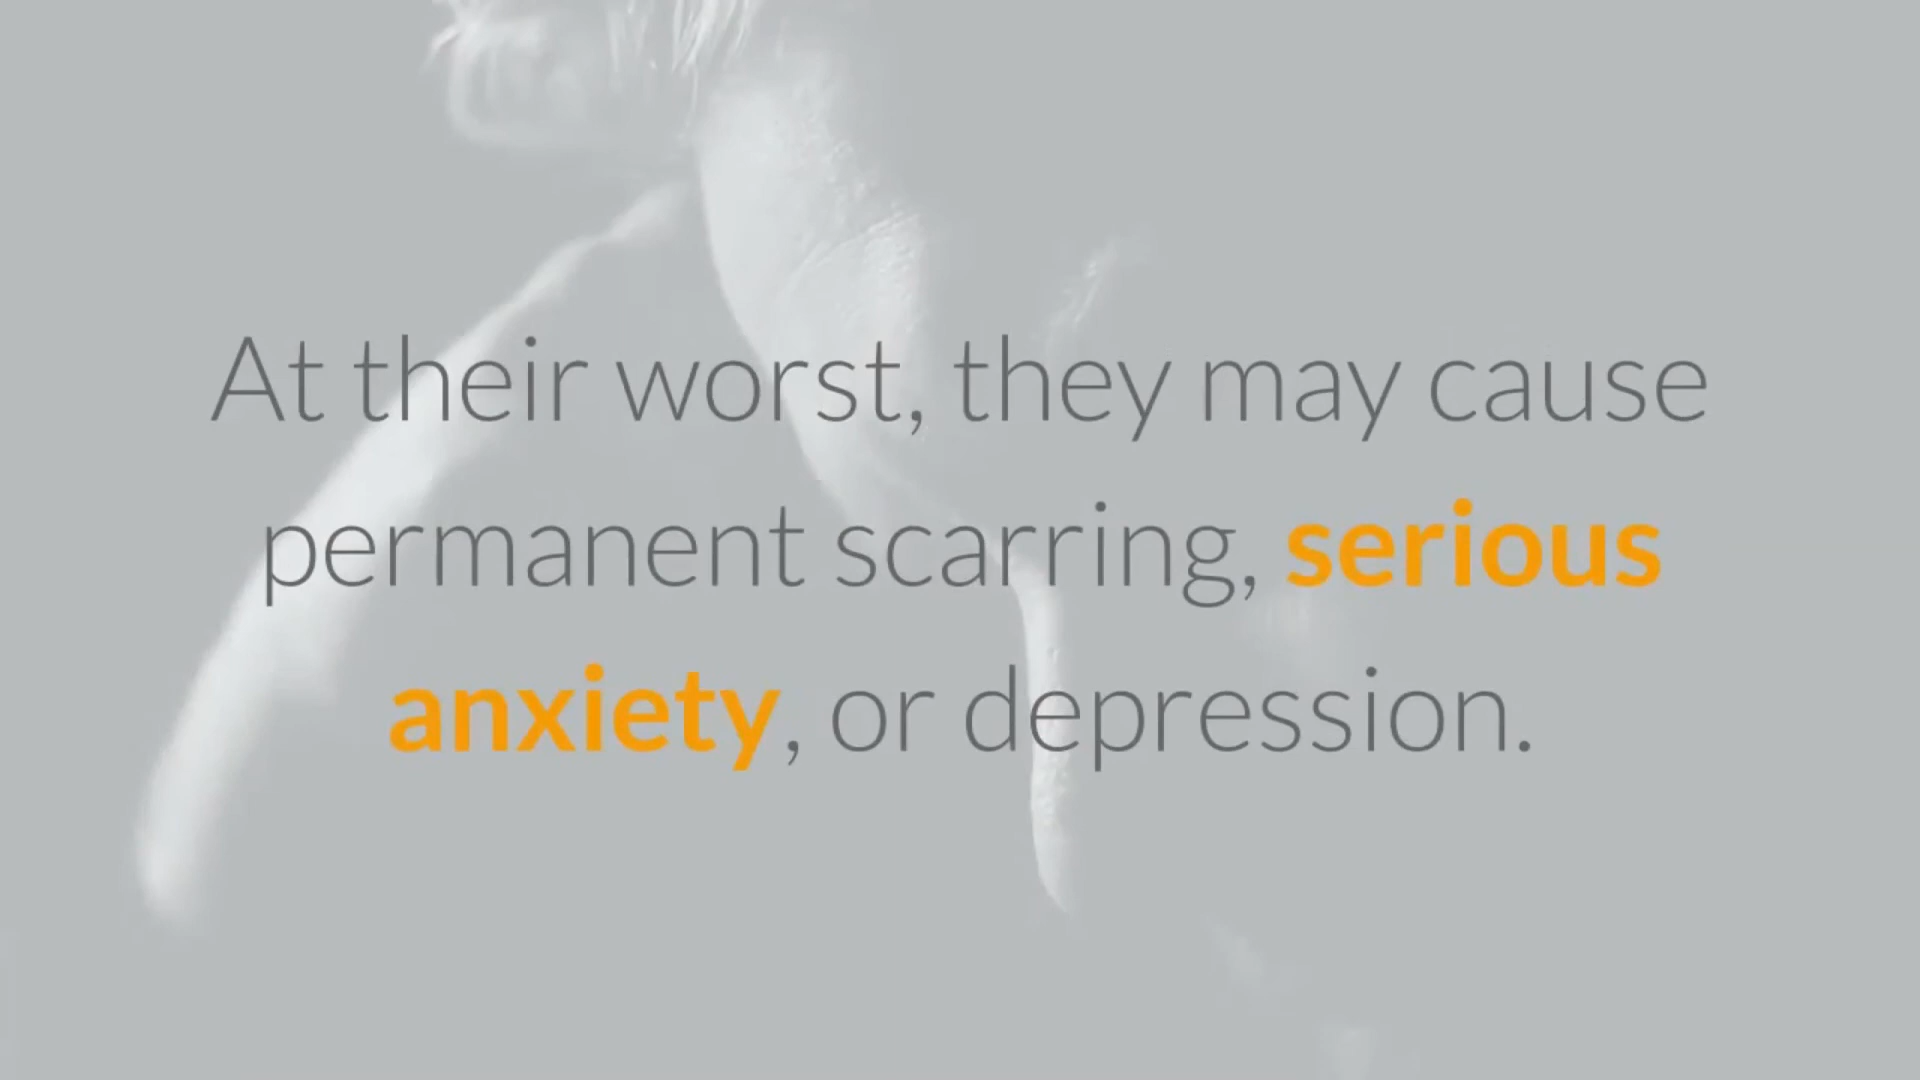 At their worst, they may cause
permanent scarring, serious
anxiety, or depression.